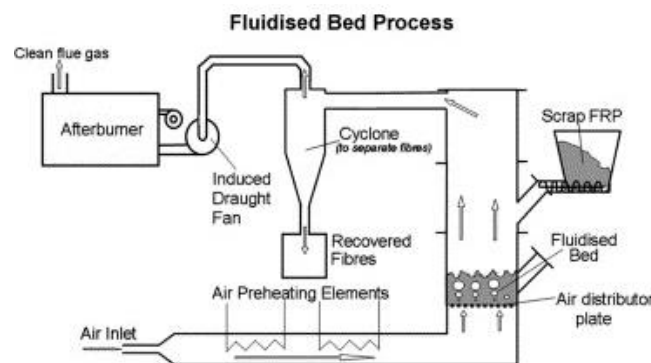 Fluidised Bed Process
Clean flue gas
Afterburner
Induced
Draught
Fan
Cyclone
(to separate fibres)
Recovered
Fibres
Scrap FRP
Fluidised
Bed
Air distributor
plate
Air Preheating Elements
Air Inlet